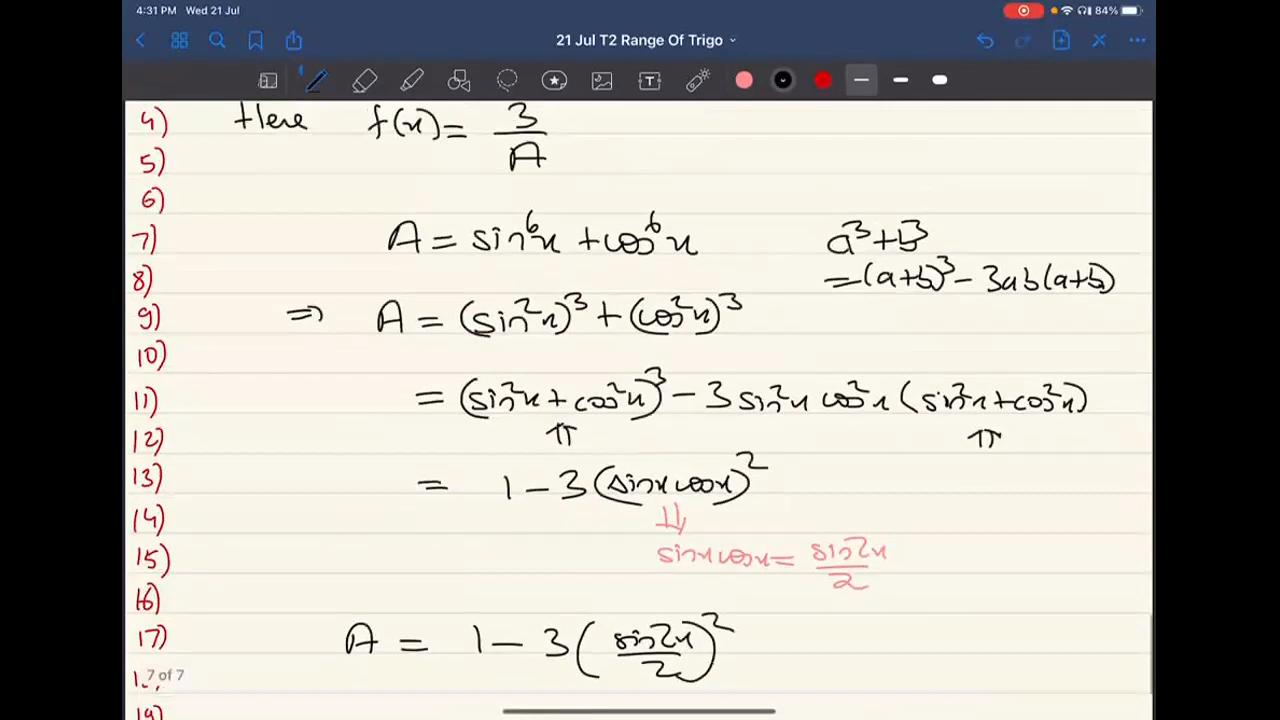 4:31 PM Wed 21 Jul 84%
21 Jul T2 Range Of Trigo
4) Here f(x) = 3/A
5)
6)
7) A = sin⁶x + cos⁶x a³+b³
8) =(a+b)³ - 3ab(a+b)
9) ⇒ A = (sin²x)³ + (cos²x)³
10)
11) = (sin²x + cos²x)³ - 3 sin²x cos²x (sin²x + cos²x)
12) π π
13) = 1 - 3 (sinx cosx)²
14) ⇓
15) sinx cosx = sin2x/2
16)
17) A = 1 - 3 (sin2x/2)²
7 of 7
19)